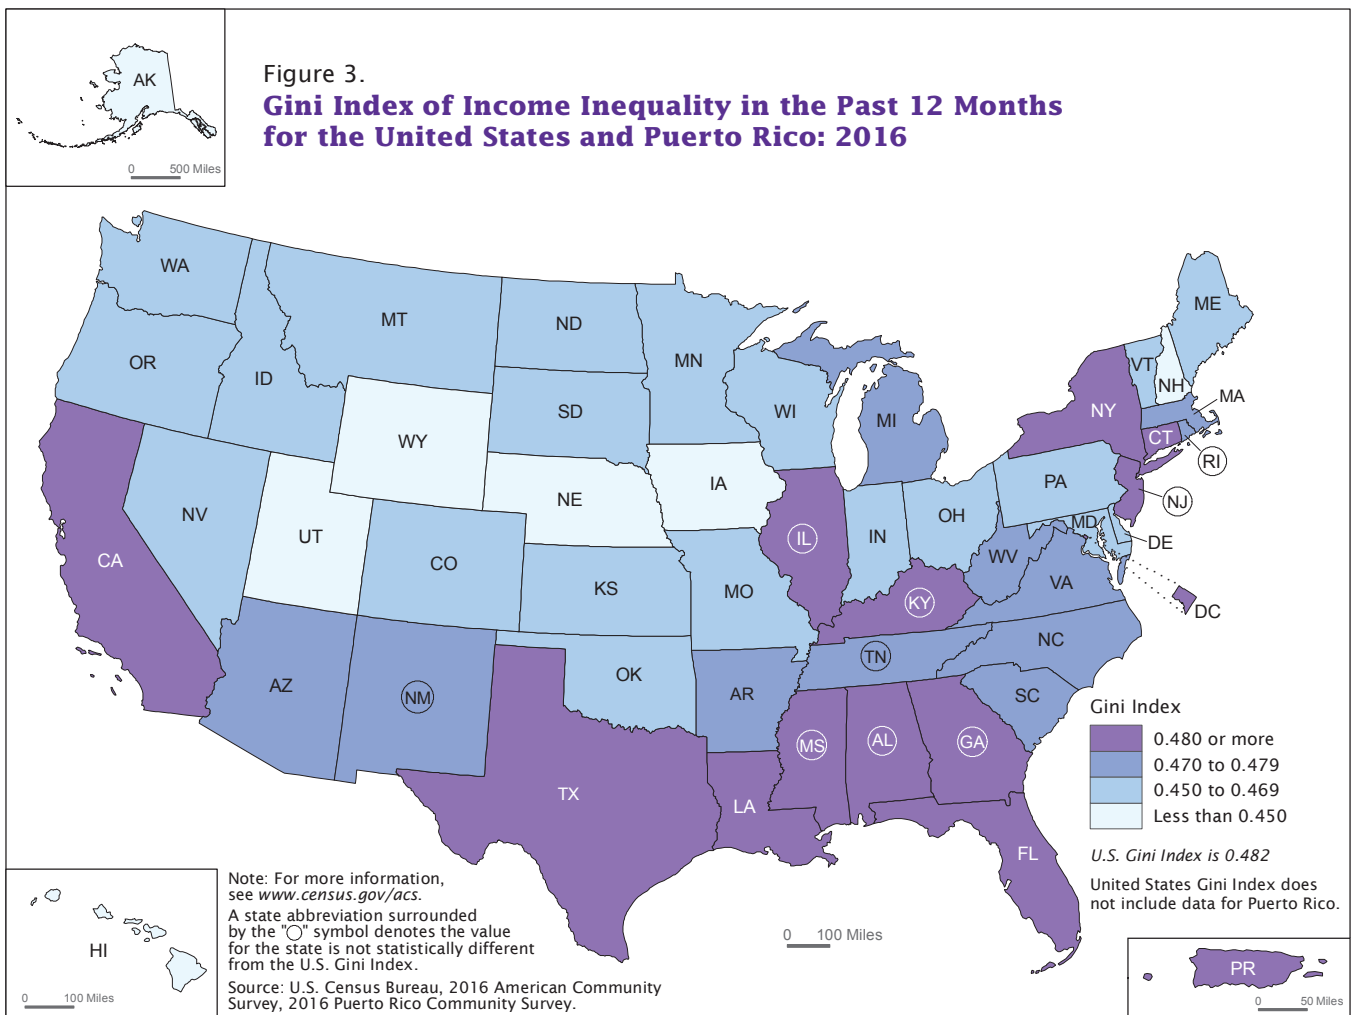 AK
0 500 Miles
Figure 3.
Gini Index of Income Inequality in the Past 12 Months
for the United States and Puerto Rico: 2016
WA
MT
ND
MN
ME
OR
ID
SD
WI
MI
VT
NH
MA
NY
CT
RI
WY
IA
NE
PA
NJ
NV
UT
CO
IL
IN
OH
MD
DE
CA
KS
MO
WV
VA
KY
DC
AZ
NM
OK
AR
TN
NC
SC
TX
LA
MS
AL
GA
FL
Gini Index
0.480 or more
0.470 to 0.479
0.450 to 0.469
Less than 0.450
U.S. Gini Index is 0.482
United States Gini Index does
not include data for Puerto Rico.
HI
0 100 Miles
Note: For more information,
see www.census.gov/acs.
A state abbreviation surrounded
by the "○" symbol denotes the value
for the state is not statistically different
from the U.S. Gini Index.
Source: U.S. Census Bureau, 2016 American Community
Survey, 2016 Puerto Rico Community Survey.
0 100 Miles
PR
0 50 Miles